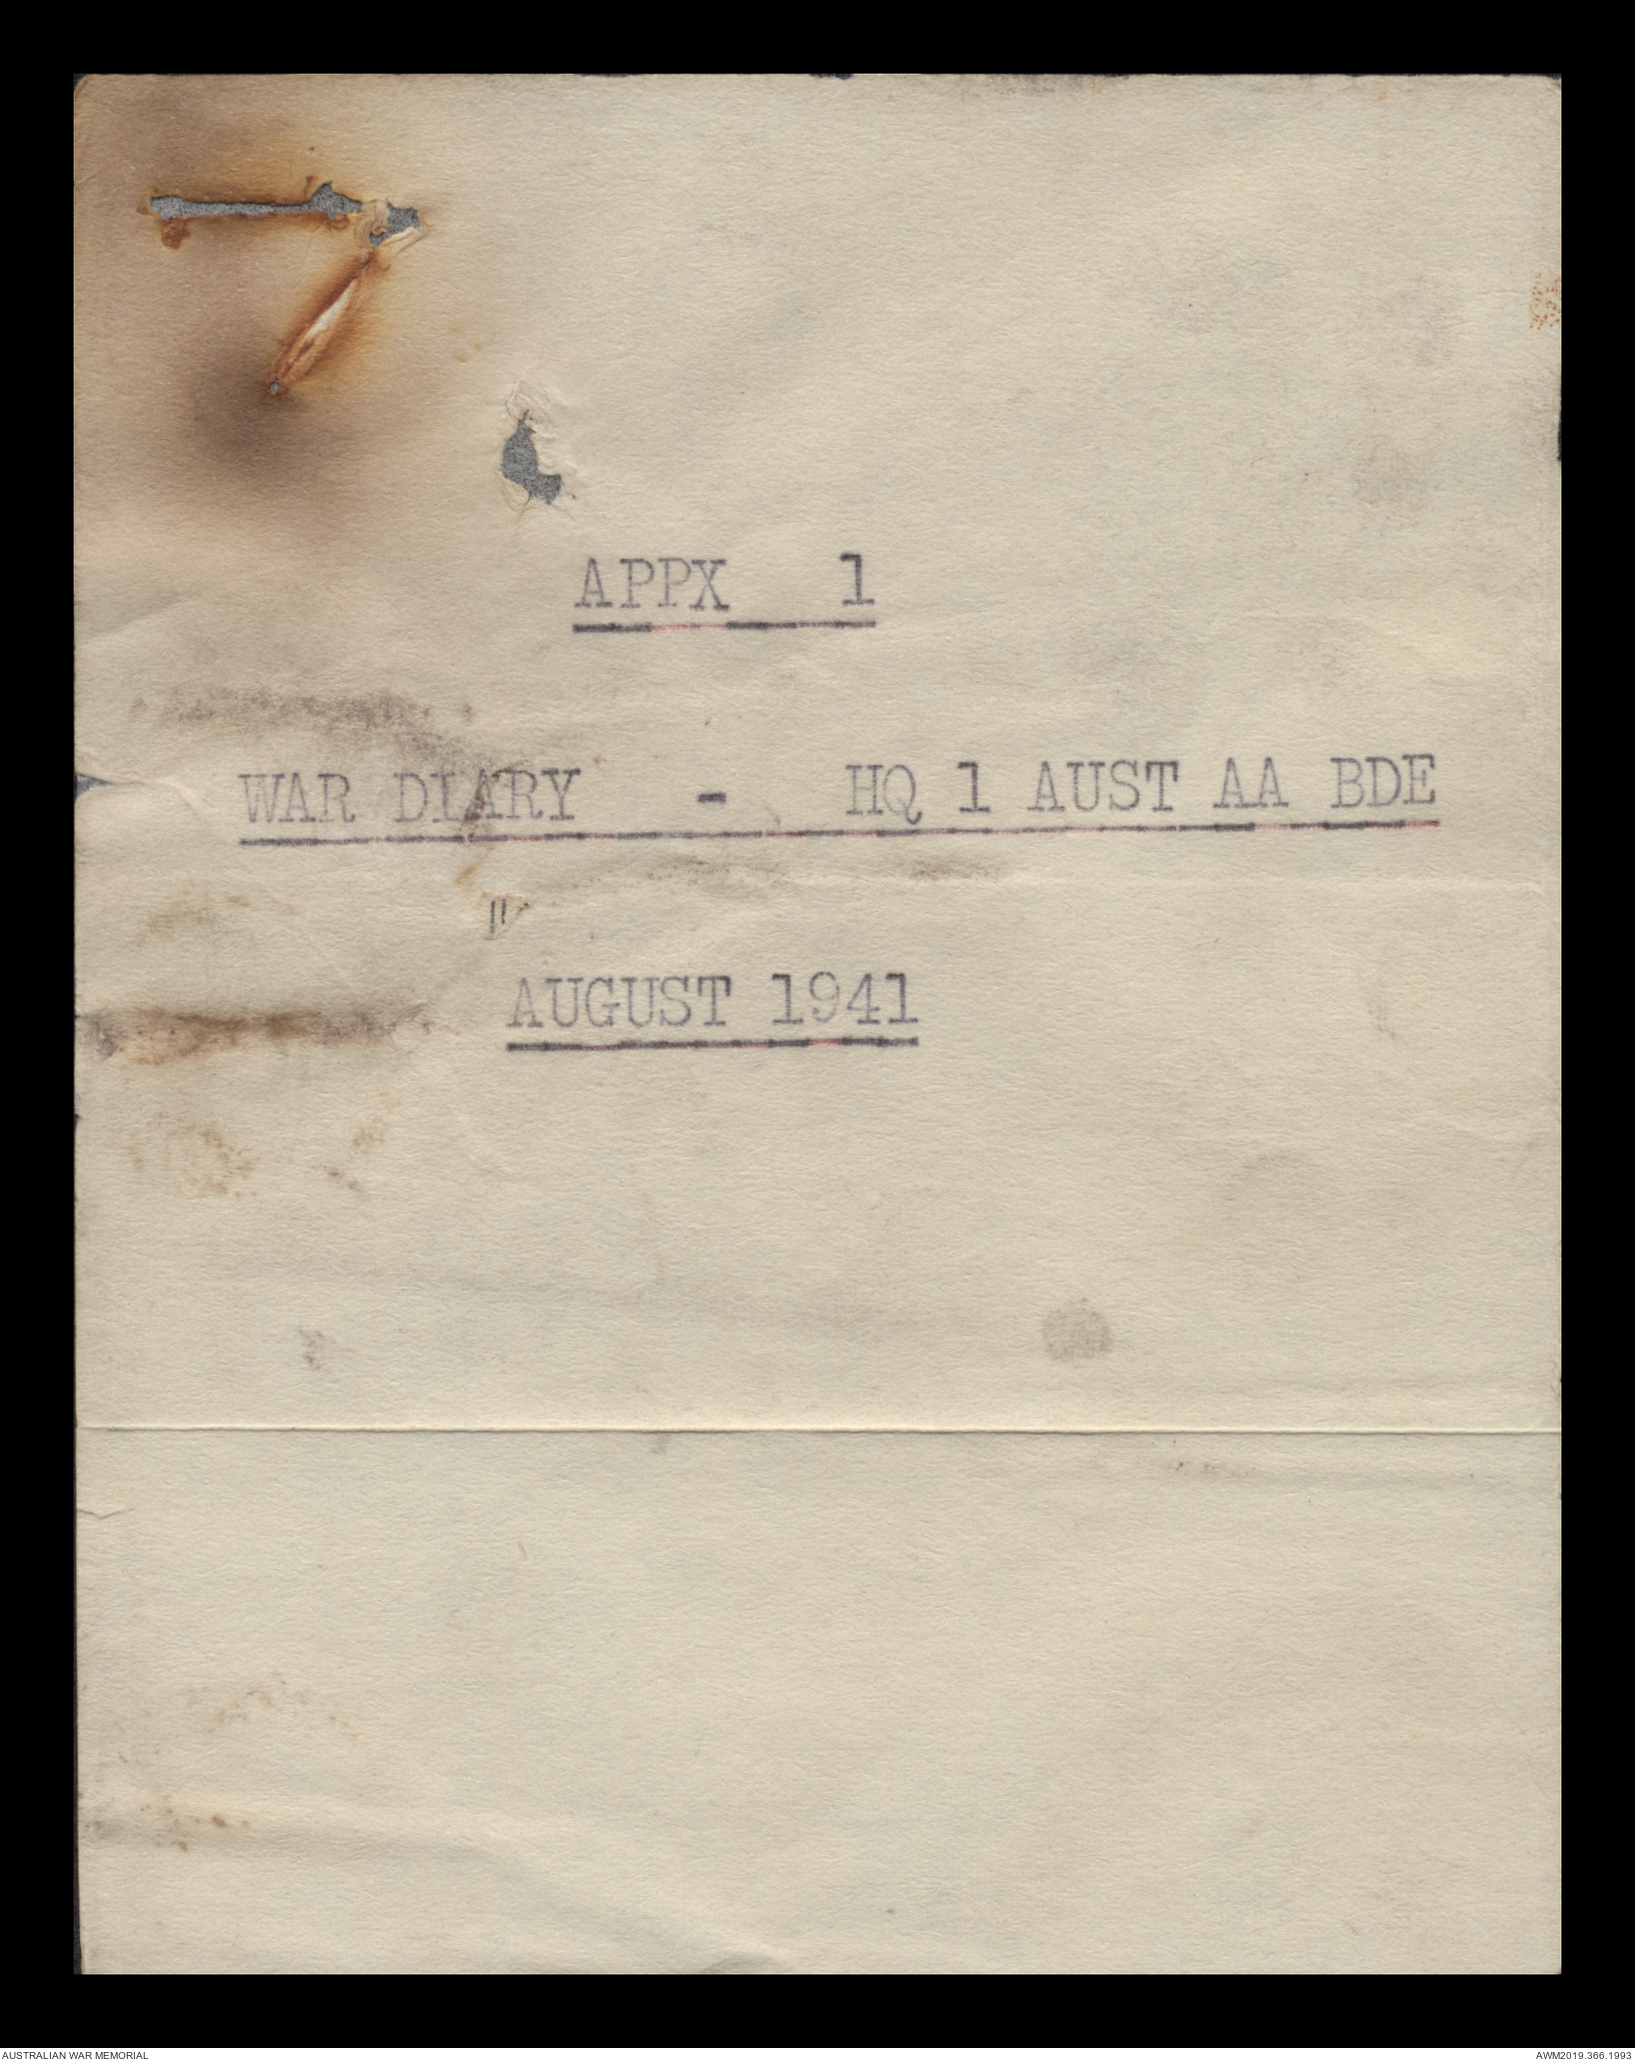 APPX 1
WAR DIARY - HQ 1 AUST AA BDE
"
AUGUST 1941
AUSTRALIAN WAR MEMORIAL
AWM2019.366.1993